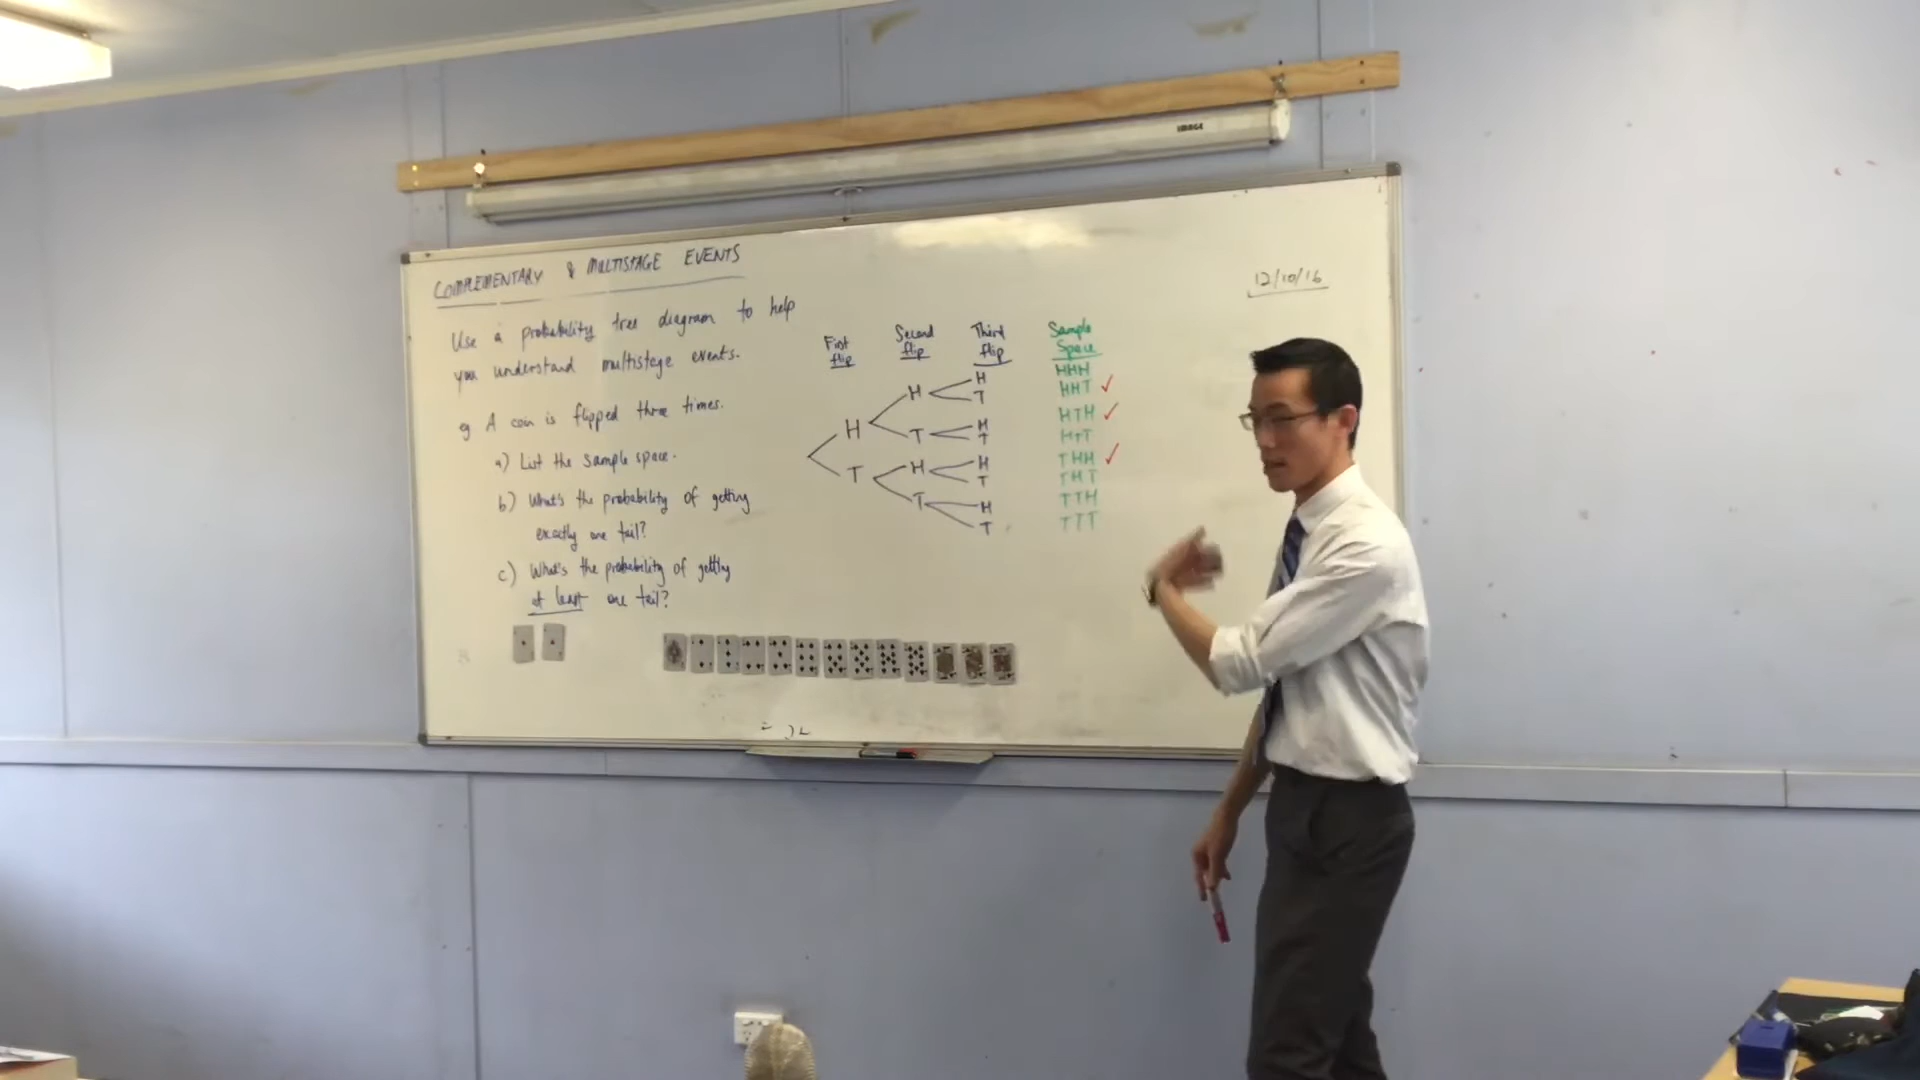 IMAGE
COMPLEMENTARY & MULTISTAGE EVENTS
12/10/16
Use a probability tree diagram to help
you understand multistage events.
eg A coin is flipped three times.
a) List the sample space.
b) What's the probability of getting
exactly one tail?
c) What's the probability of getting
at least one tail?
First
flip
Second
flip
Third
flip
Sample
Space
H
T
H
T
H
T
H
T
H
T
H
T
H
T
HHH
HHT ✓
HTH ✓
HTT
THH ✓
THT
TTH
TTT